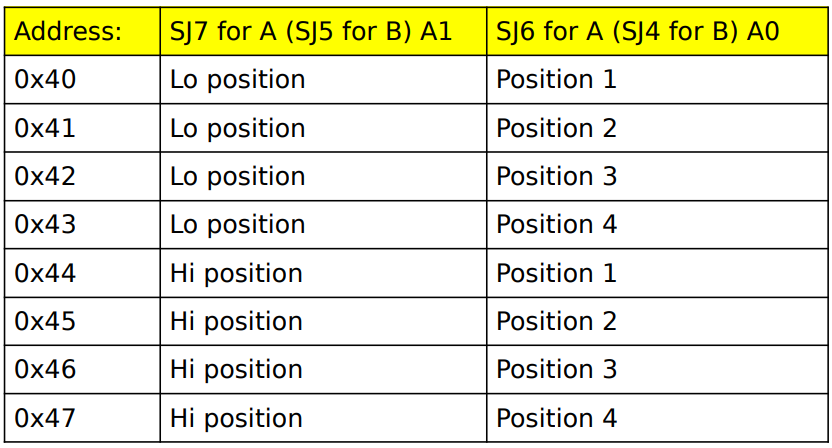 Address: SJ7 for A (SJ5 for B) A1 SJ6 for A (SJ4 for B) A0
0x40 Lo position Position 1
0x41 Lo position Position 2
0x42 Lo position Position 3
0x43 Lo position Position 4
0x44 Hi position Position 1
0x45 Hi position Position 2
0x46 Hi position Position 3
0x47 Hi position Position 4